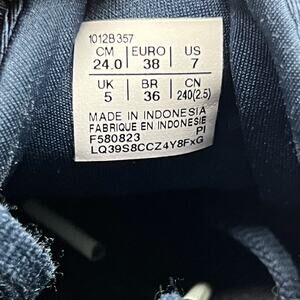 1012B357
CM EURO US
24.0 38 7
UK BR CN
5 36 240(2.5)
MADE IN INDONESIA
FABRIQUE EN INDONESIE
F580823 PI
LQ39S8CCZ4Y8FxG